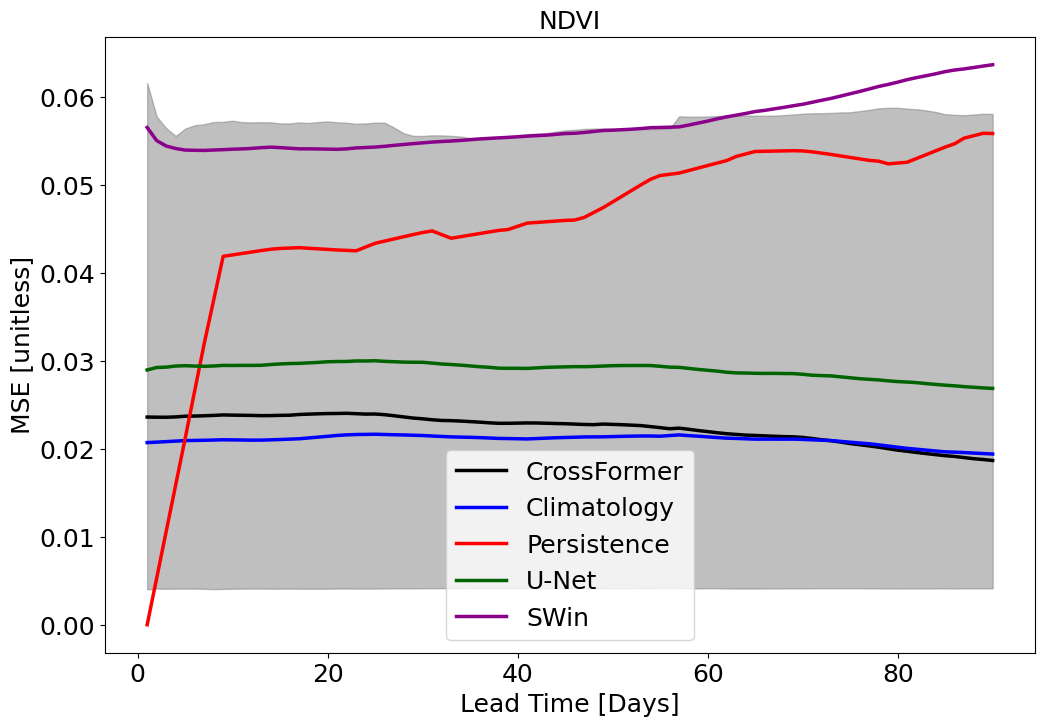 NDVI
MSE [unitless]
0.06
0.05
0.04
0.03
0.02
0.01
0.00
CrossFormer
Climatology
Persistence
U-Net
SWin
0 20 40 60 80
Lead Time [Days]